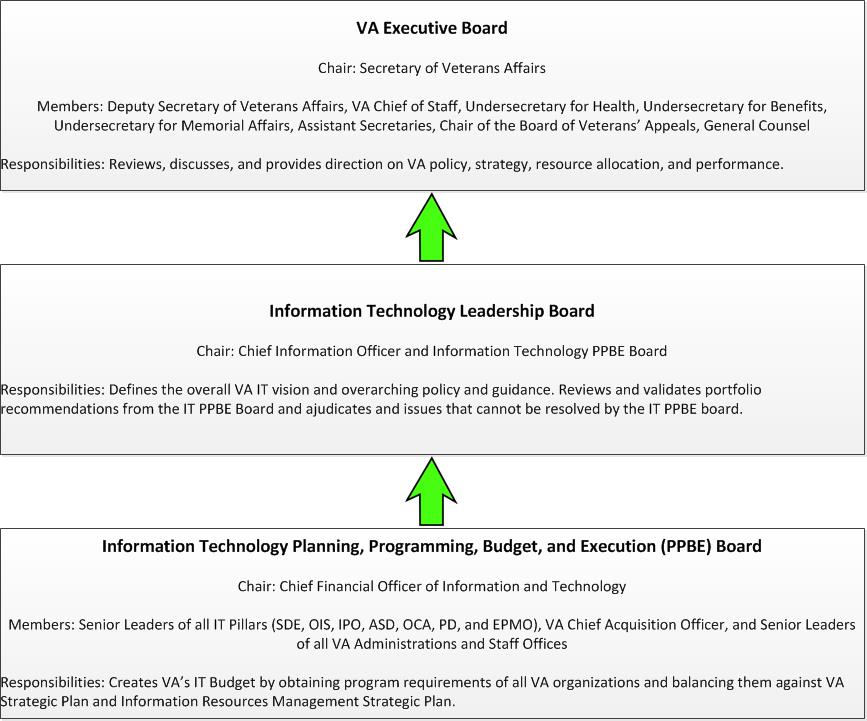 VA Executive Board
Chair: Secretary of Veterans Affairs
Members: Deputy Secretary of Veterans Affairs, VA Chief of Staff, Undersecretary for Health, Undersecretary for Benefits,
Undersecretary for Memorial Affairs, Assistant Secretaries, Chair of the Board of Veterans’ Appeals, General Counsel
Responsibilities: Reviews, discusses, and provides direction on VA policy, strategy, resource allocation, and performance.
Information Technology Leadership Board
Chair: Chief Information Officer and Information Technology PPBE Board
Responsibilities: Defines the overall VA IT vision and overarching policy and guidance. Reviews and validates portfolio
recommendations from the IT PPBE Board and ajudicates and issues that cannot be resolved by the IT PPBE board.
Information Technology Planning, Programming, Budget, and Execution (PPBE) Board
Chair: Chief Financial Officer of Information and Technology
Members: Senior Leaders of all IT Pillars (SDE, OIS, IPO, ASD, OCA, PD, and EPMO), VA Chief Acquisition Officer, and Senior Leaders
of all VA Administrations and Staff Offices
Responsibilities: Creates VA’s IT Budget by obtaining program requirements of all VA organizations and balancing them against VA
Strategic Plan and Information Resources Management Strategic Plan.